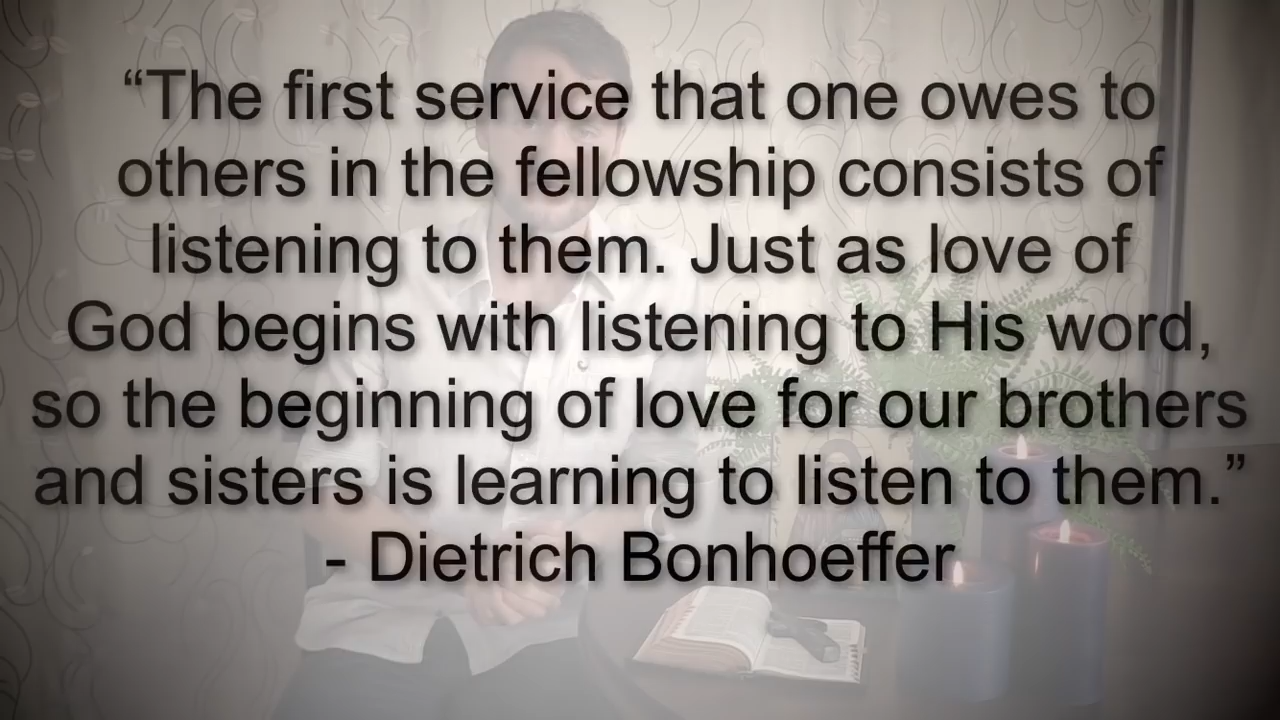 “The first service that one owes to
others in the fellowship consists of
listening to them. Just as love of
God begins with listening to His word,
so the beginning of love for our brothers
and sisters is learning to listen to them.”
- Dietrich Bonhoeffer